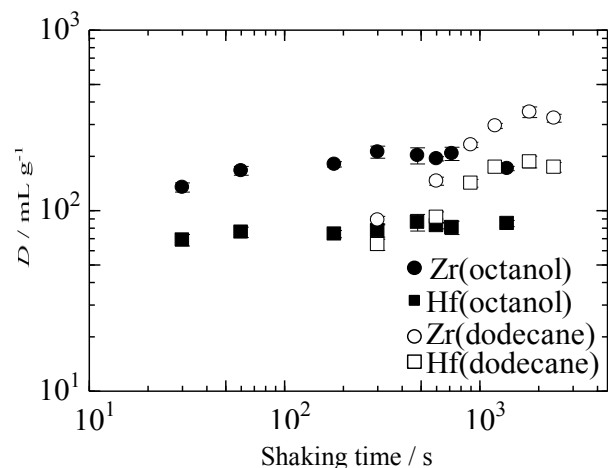 10³
10²
10¹
D / mL g⁻¹
Zr(octanol)
Hf(octanol)
Zr(dodecane)
Hf(dodecane)
10¹
10²
10³
Shaking time / s